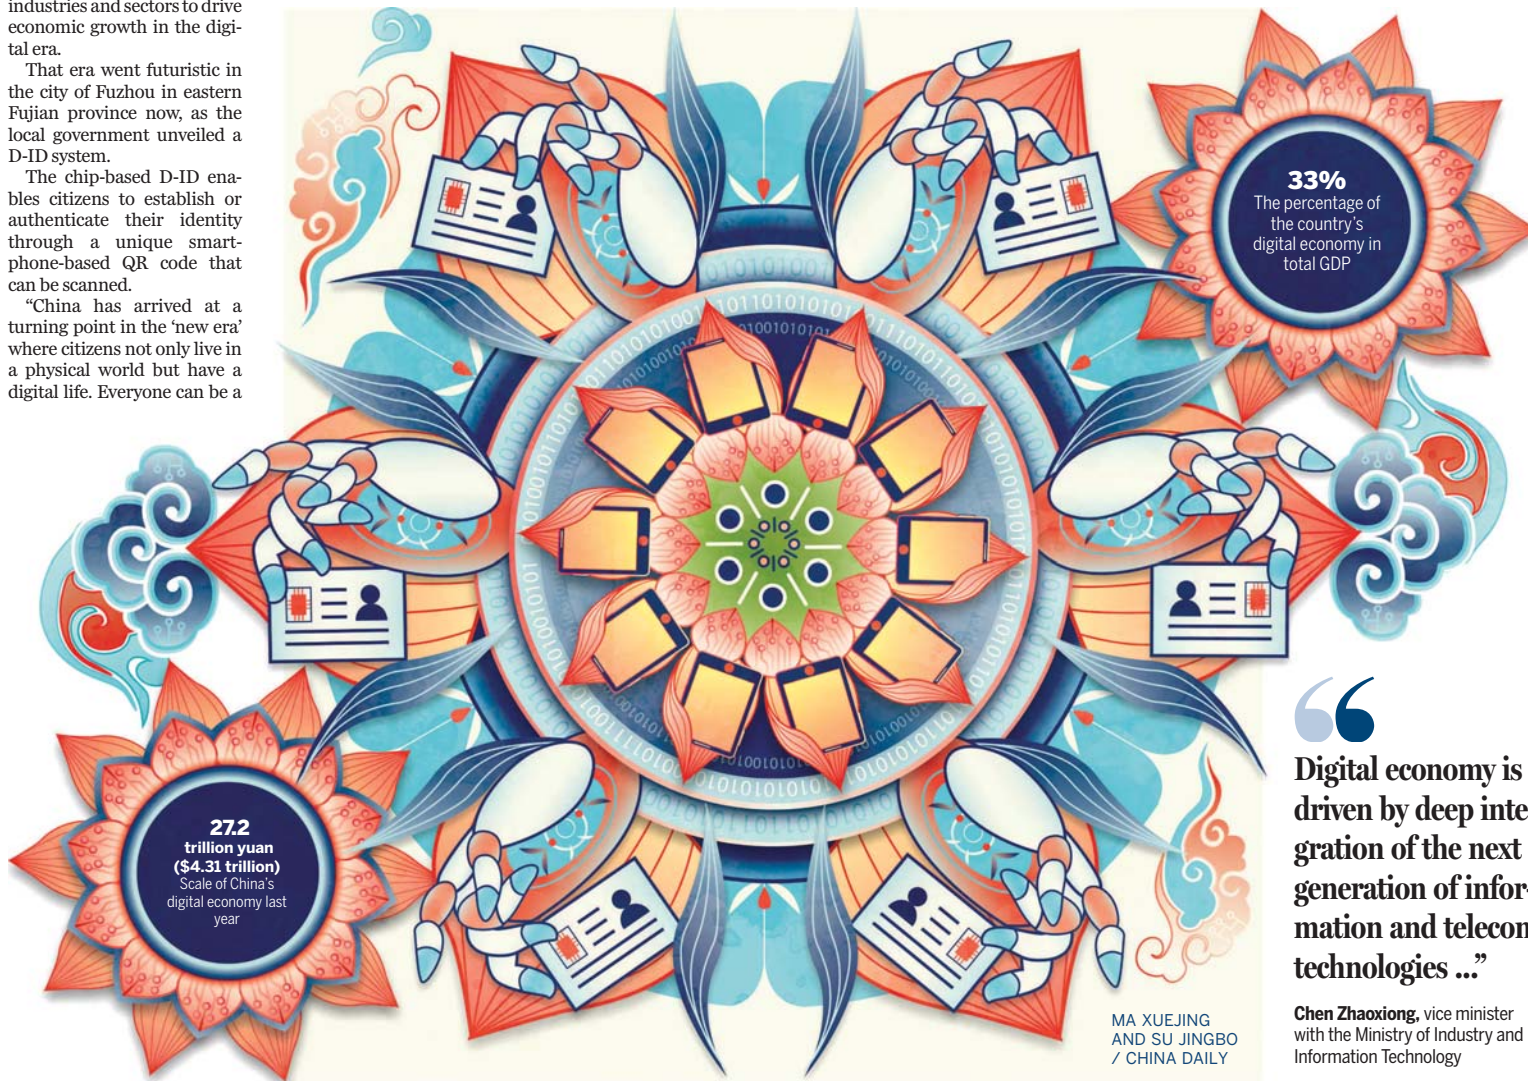 industries and sectors to drive
economic growth in the digi-
tal era.
That era went futuristic in
the city of Fuzhou in eastern
Fujian province now, as the
local government unveiled a
D-ID system.
The chip-based D-ID ena-
bles citizens to establish or
authenticate their identity
through a unique smart-
phone-based QR code that
can be scanned.
“China has arrived at a
turning point in the ‘new era’
where citizens not only live in
a physical world but have a
digital life. Everyone can be a
33%
The percentage of
the country’s
digital economy in
total GDP
27.2
trillion yuan
($4.31 trillion)
Scale of China’s
digital economy last
year
Digital economy is
driven by deep inte
gration of the next
generation of infor-
mation and telecom
technologies ...”
Chen Zhaoxiong, vice minister
with the Ministry of Industry and
Information Technology
MA XUEJING
AND SU JINGBO
/ CHINA DAILY